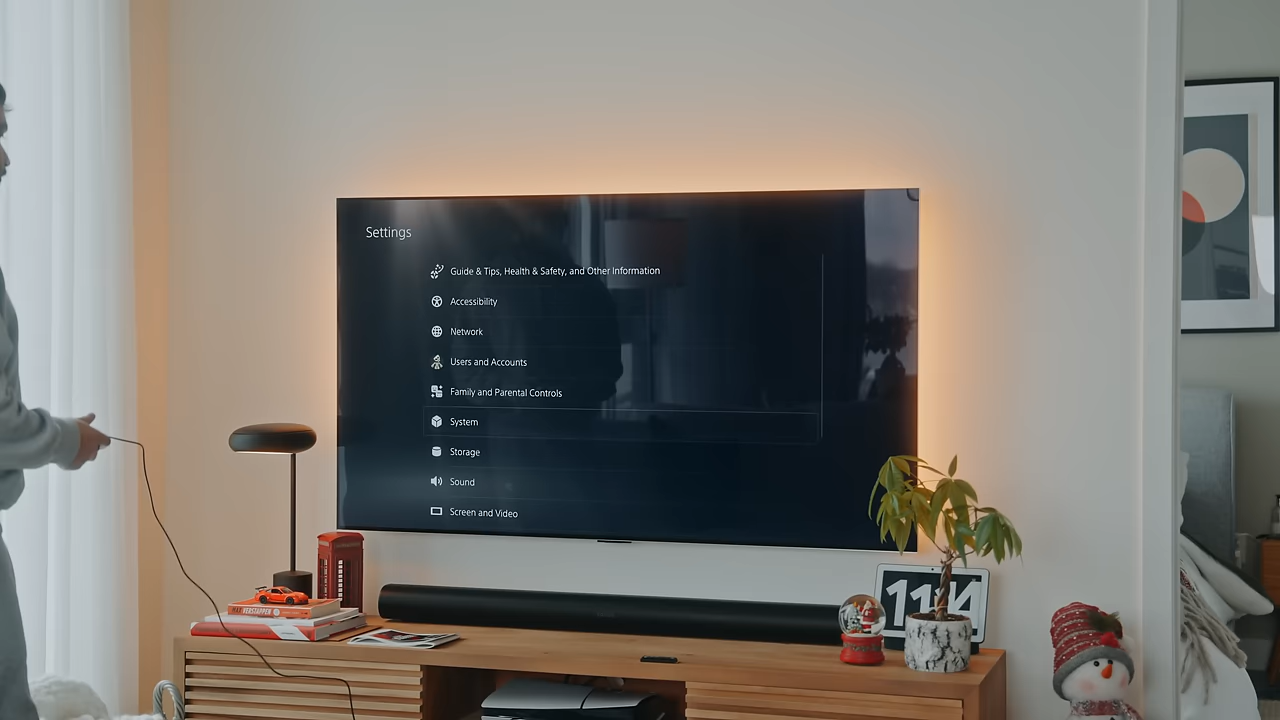 Settings
Guide & Tips, Health & Safety, and Other Information
Accessibility
Network
Users and Accounts
Family and Parental Controls
System
Storage
Sound
Screen and Video
VERSTAPPEN